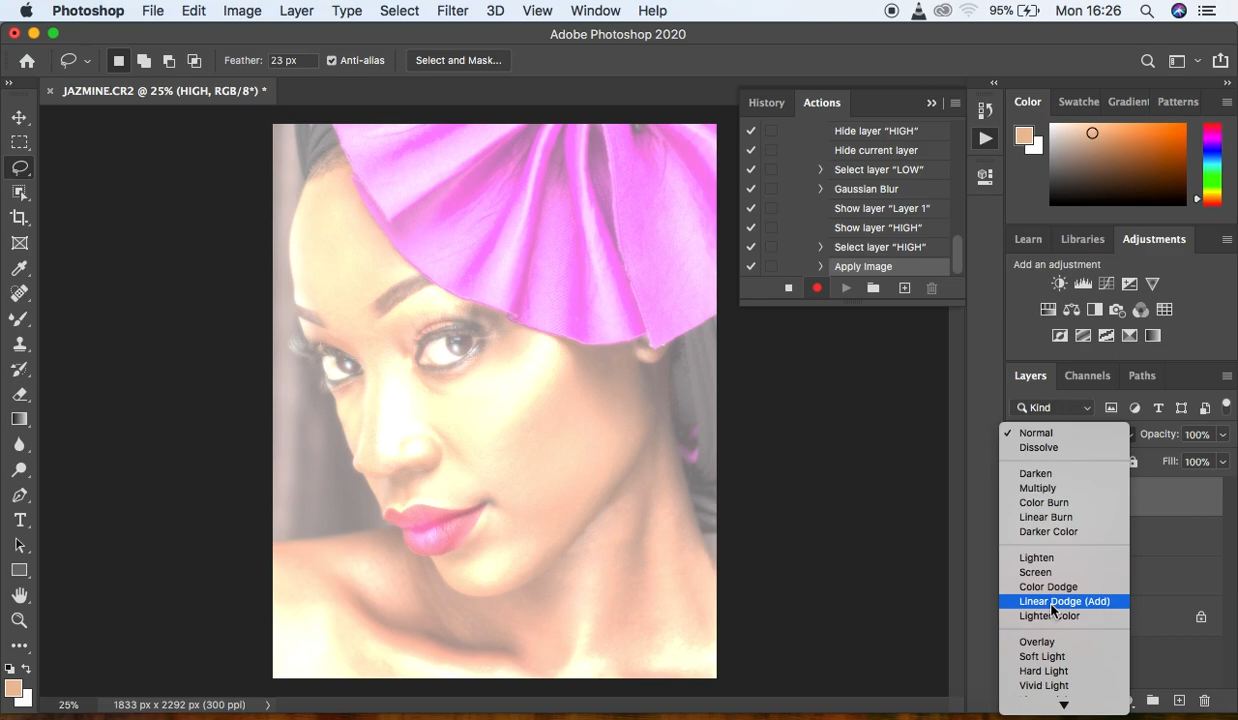 Photoshop File Edit Image Layer Type Select Filter 3D View Window Help 95% Mon 16:26
Adobe Photoshop 2020
Feather: 23 px Anti-alias Select and Mask...
JAZMINE.CR2 @ 25% (HIGH, RGB/8*) *
History Actions
Hide layer “HIGH”
Hide current layer
Select layer “LOW”
Gaussian Blur
Show layer “Layer 1”
Show layer “HIGH”
Select layer “HIGH”
Apply Image
Color Swatche Gradien Patterns
Learn Libraries Adjustments
Add an adjustment
Layers Channels Paths
Kind
Normal
Opacity: 100%
Dissolve
Fill: 100%
Darken
Multiply
Color Burn
Linear Burn
Darker Color
Lighten
Screen
Color Dodge
Linear Dodge (Add)
Lighter Color
Overlay
Soft Light
Hard Light
Vivid Light
25% 1833 px x 2292 px (300 ppi)